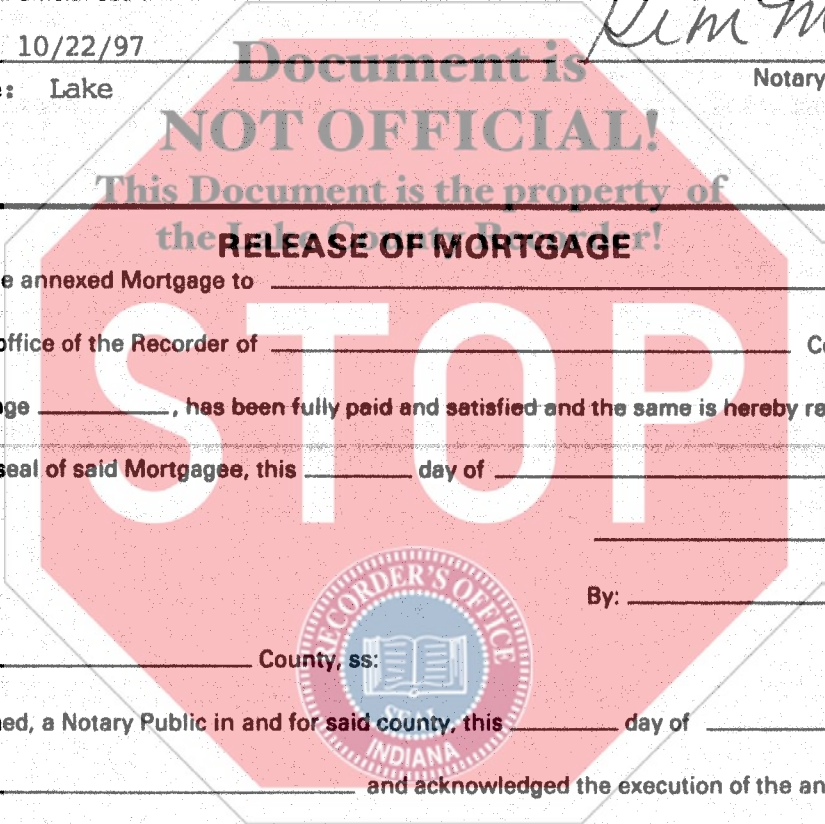 10/22/97
Kim M
: Lake
Notary
Document is
NOT OFFICIAL!
This Document is the property of
the Lake County Recorder!
RELEASE OF MORTGAGE
e annexed Mortgage to
office of the Recorder of Co
ge , has been fully paid and satisfied and the same is hereby ra
seal of said Mortgagee, this day of
STOP
By:
RECORDER'S OFFICE
SEAL
INDIANA
County, ss:
ed, a Notary Public in and for said county, this day of
and acknowledged the execution of the an